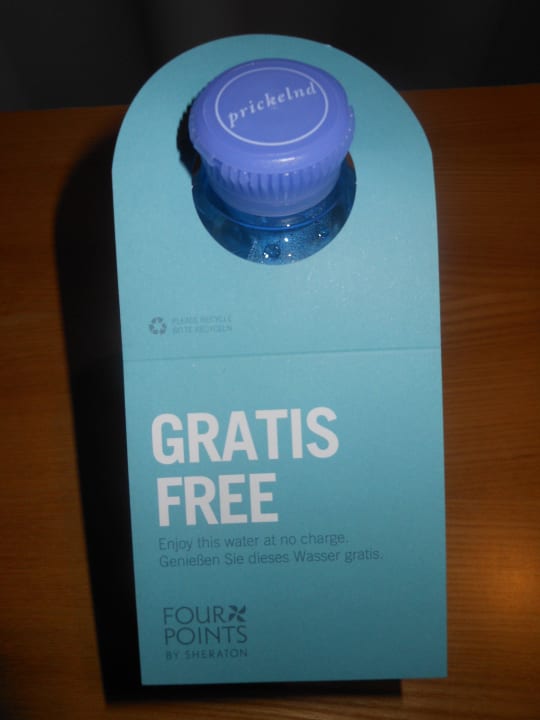 prickelnd
PLEASE RECYCLE
BITTE RECYCELN
GRATIS
FREE
Enjoy this water at no charge.
Genießen Sie dieses Wasser gratis.
FOUR
POINTS
BY SHERATON